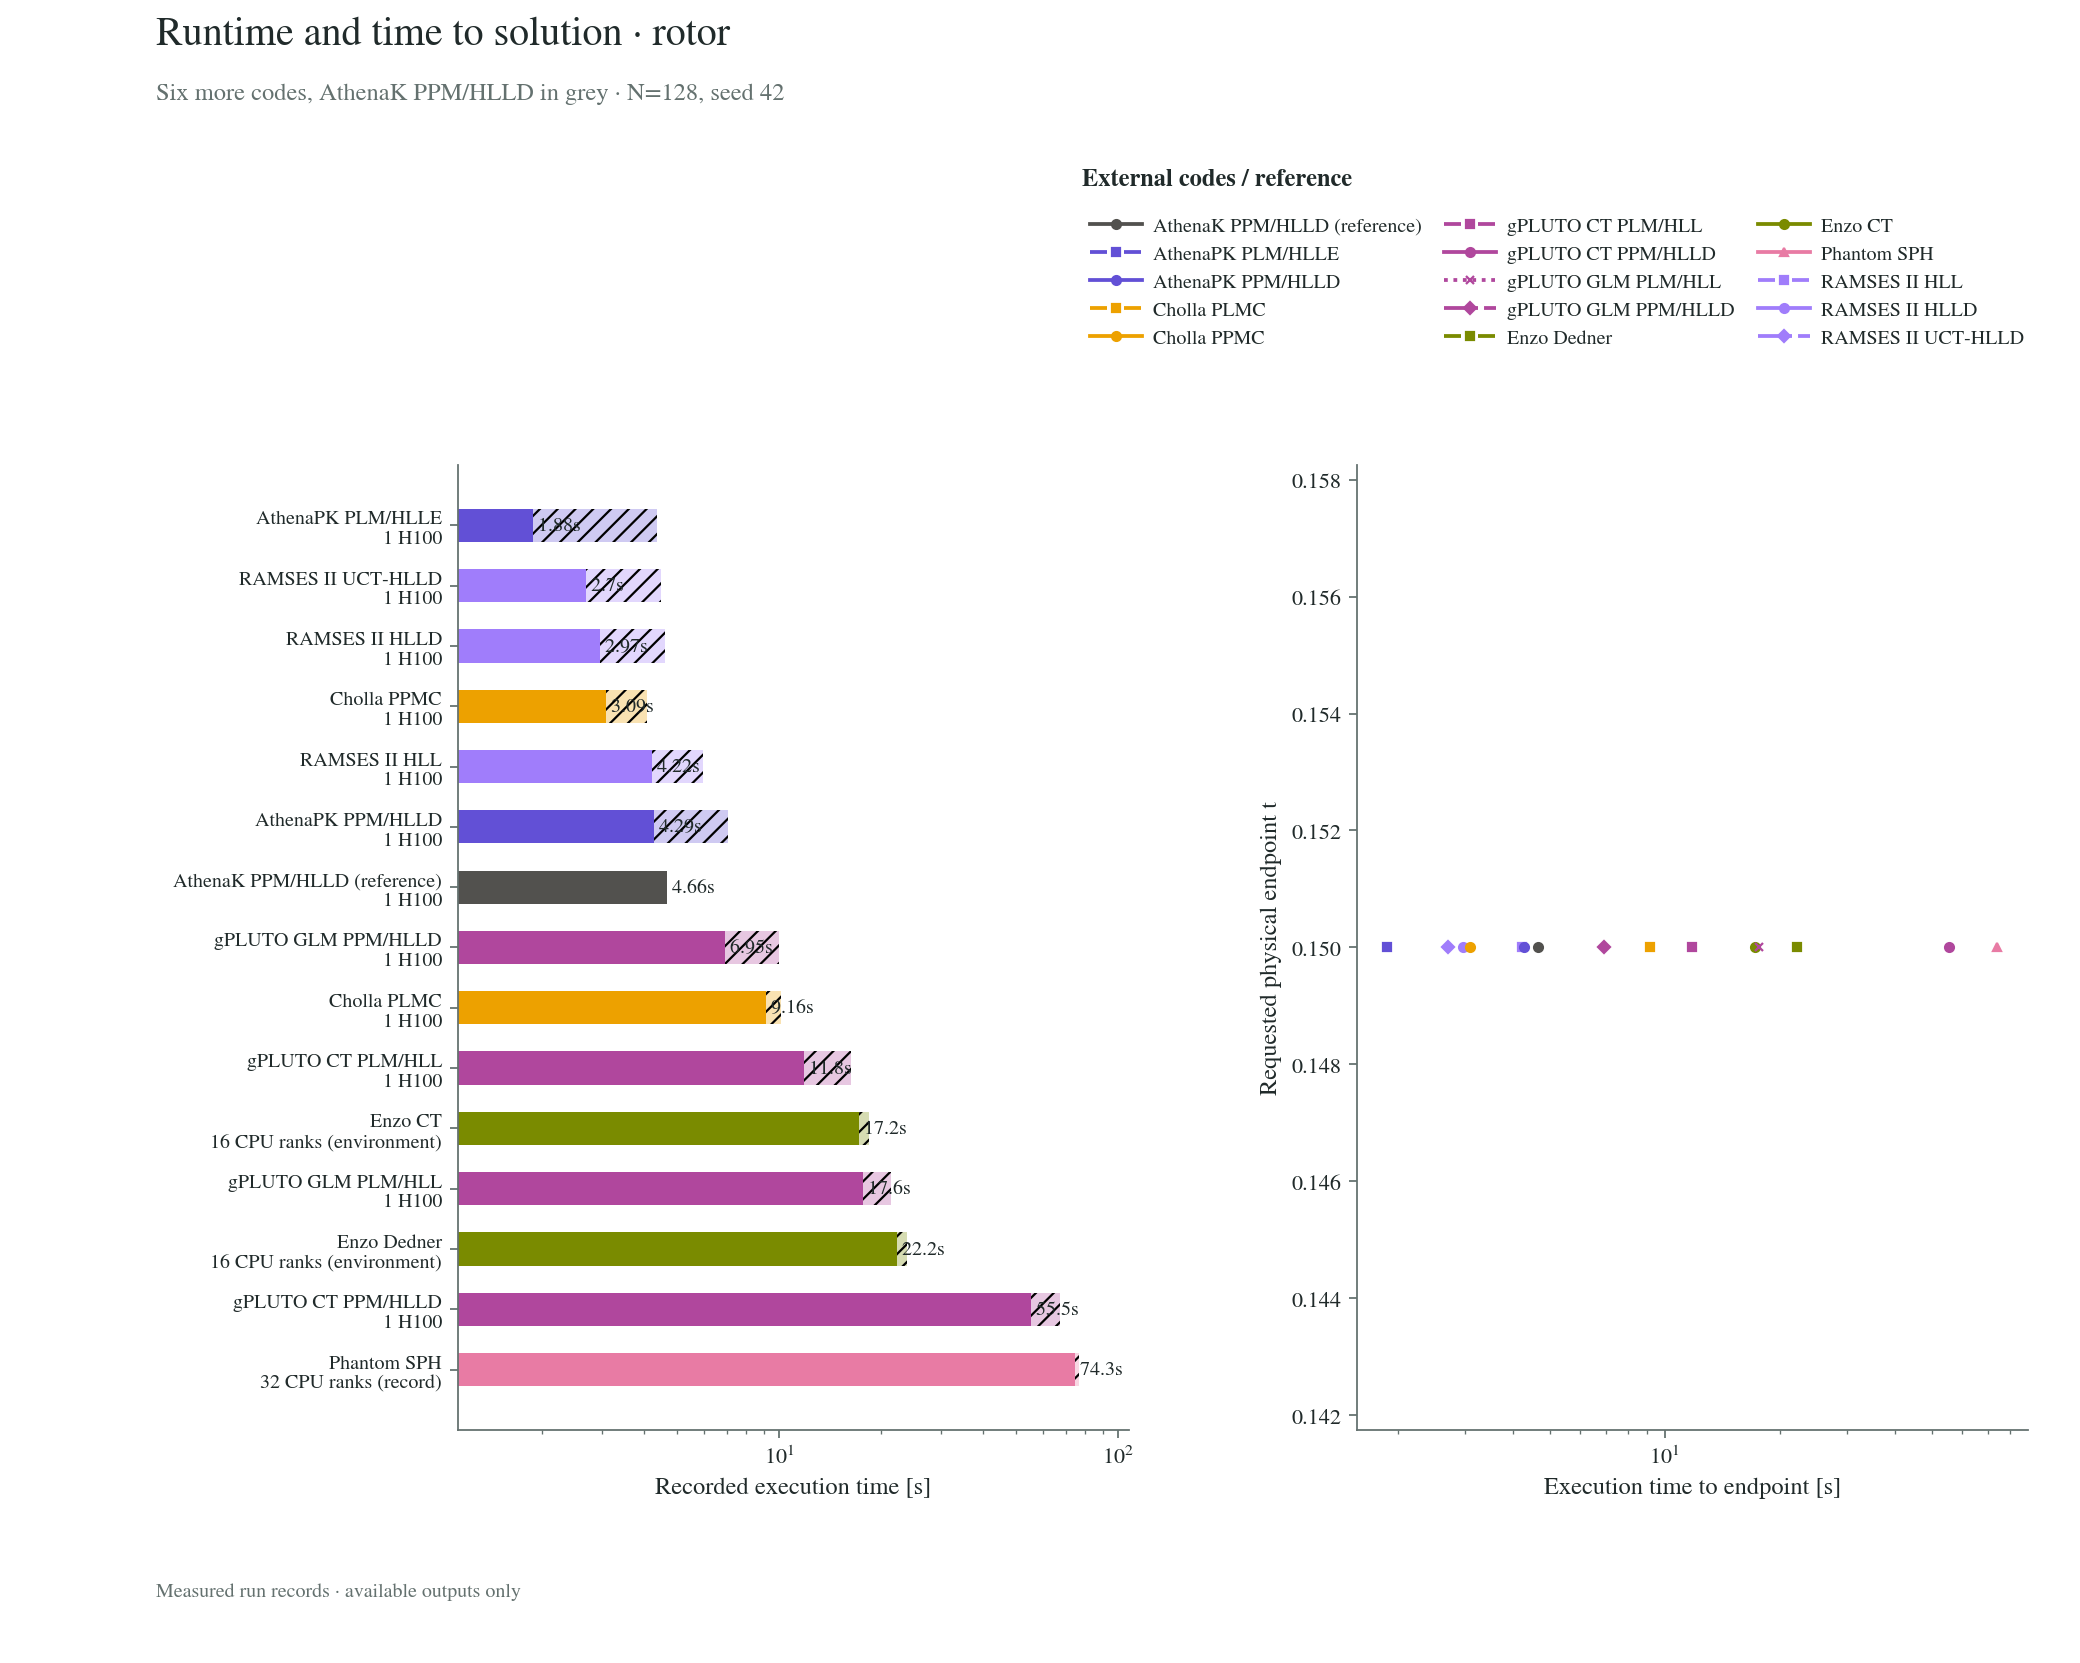 Runtime and time to solution · rotor
Six more codes, AthenaK PPM/HLLD in grey · N=128, seed 42
External codes / reference
AthenaK PPM/HLLD (reference)
AthenaPK PLM/HLLE
AthenaPK PPM/HLLD
Cholla PLMC
Cholla PPMC
gPLUTO CT PLM/HLL
gPLUTO CT PPM/HLLD
gPLUTO GLM PLM/HLL
gPLUTO GLM PPM/HLLD
Enzo Dedner
Enzo CT
Phantom SPH
RAMSES II HLL
RAMSES II HLLD
RAMSES II UCT-HLLD
AthenaPK PLM/HLLE
1 H100
1.88s
RAMSES II UCT-HLLD
1 H100
2.7s
RAMSES II HLLD
1 H100
2.97s
Cholla PPMC
1 H100
3.09s
RAMSES II HLL
1 H100
4.22s
AthenaPK PPM/HLLD
1 H100
4.29s
AthenaK PPM/HLLD (reference)
1 H100
4.66s
gPLUTO GLM PPM/HLLD
1 H100
6.95s
Cholla PLMC
1 H100
9.16s
gPLUTO CT PLM/HLL
1 H100
11.8s
Enzo CT
16 CPU ranks (environment)
17.2s
gPLUTO GLM PLM/HLL
1 H100
17.6s
Enzo Dedner
16 CPU ranks (environment)
22.2s
gPLUTO CT PPM/HLLD
1 H100
55.5s
Phantom SPH
32 CPU ranks (record)
74.3s
10¹
10²
Recorded execution time [s]
0.158
0.156
0.154
0.152
0.150
0.148
0.146
0.144
0.142
Requested physical endpoint t
10¹
Execution time to endpoint [s]
Measured run records · available outputs only